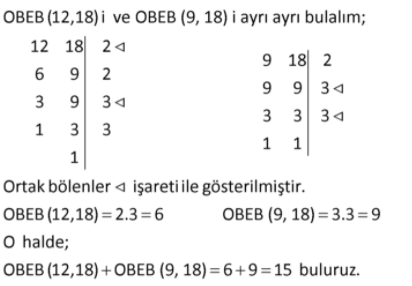 OBEB (12,18) i ve OBEB (9, 18) i ayrı ayrı bulalım;
12 18 2 ◁
6 9 2
3 9 3 ◁
1 3 3
1
9 18 2
9 9 3 ◁
3 3 3 ◁
1 1
Ortak bölenler ◁ işareti ile gösterilmiştir.
OBEB (12,18) = 2.3 = 6 OBEB (9, 18) = 3.3 = 9
O halde;
OBEB (12,18) + OBEB (9, 18) = 6 + 9 = 15 buluruz.